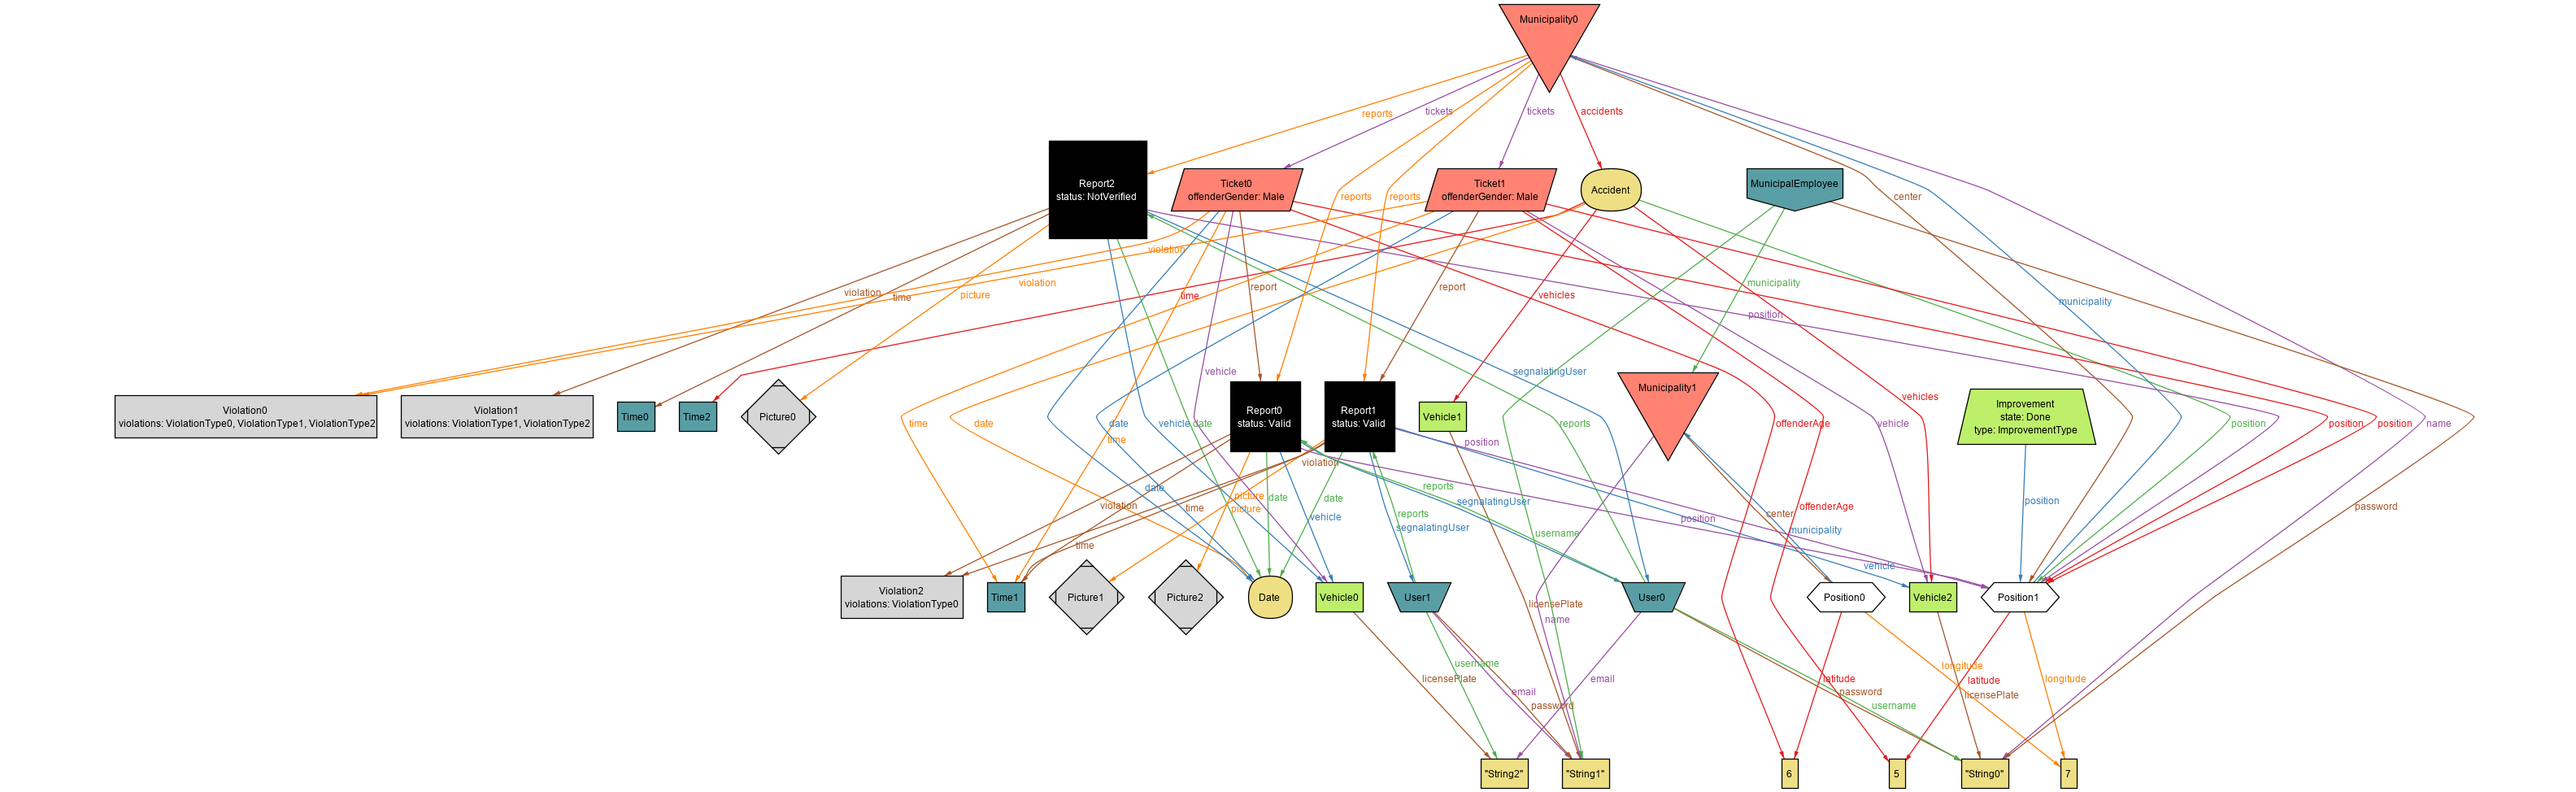 Municipality0
reports
tickets
tickets
accidents
Report2
status: NotVerified
Ticket0
offenderGender: Male
Ticket1
offenderGender: Male
Accident
MunicipalEmployee
reports
reports
center
violation
violation
time
violation
picture
time
report
report
vehicles
municipality
position
municipality
vehicle
segnalatingUser
Violation0
violations: ViolationType0, ViolationType1, ViolationType2
Violation1
violations: ViolationType1, ViolationType2
Time0
Time2
Picture0
Report0
status: Valid
Report1
status: Valid
Vehicle1
Municipality1
Improvement
state: Done
type: ImprovementType
vehicles
time
date
date
time
vehicle
date
reports
offenderAge
vehicle
position
position
position
name
position
violation
date
reports
segnalatingUser
picture
date
date
position
offenderAge
password
violation
time
picture
vehicle
reports
segnalatingUser
position
center
municipality
username
time
vehicle
Violation2
violations: ViolationType0
Time1
Picture1
Picture2
Date
Vehicle0
User1
User0
Position0
Vehicle2
Position1
licensePlate
name
username
licensePlate
email
email
password
latitude
password
username
longitude
latitude
licensePlate
longitude
"String2"
"String1"
6
5
"String0"
7